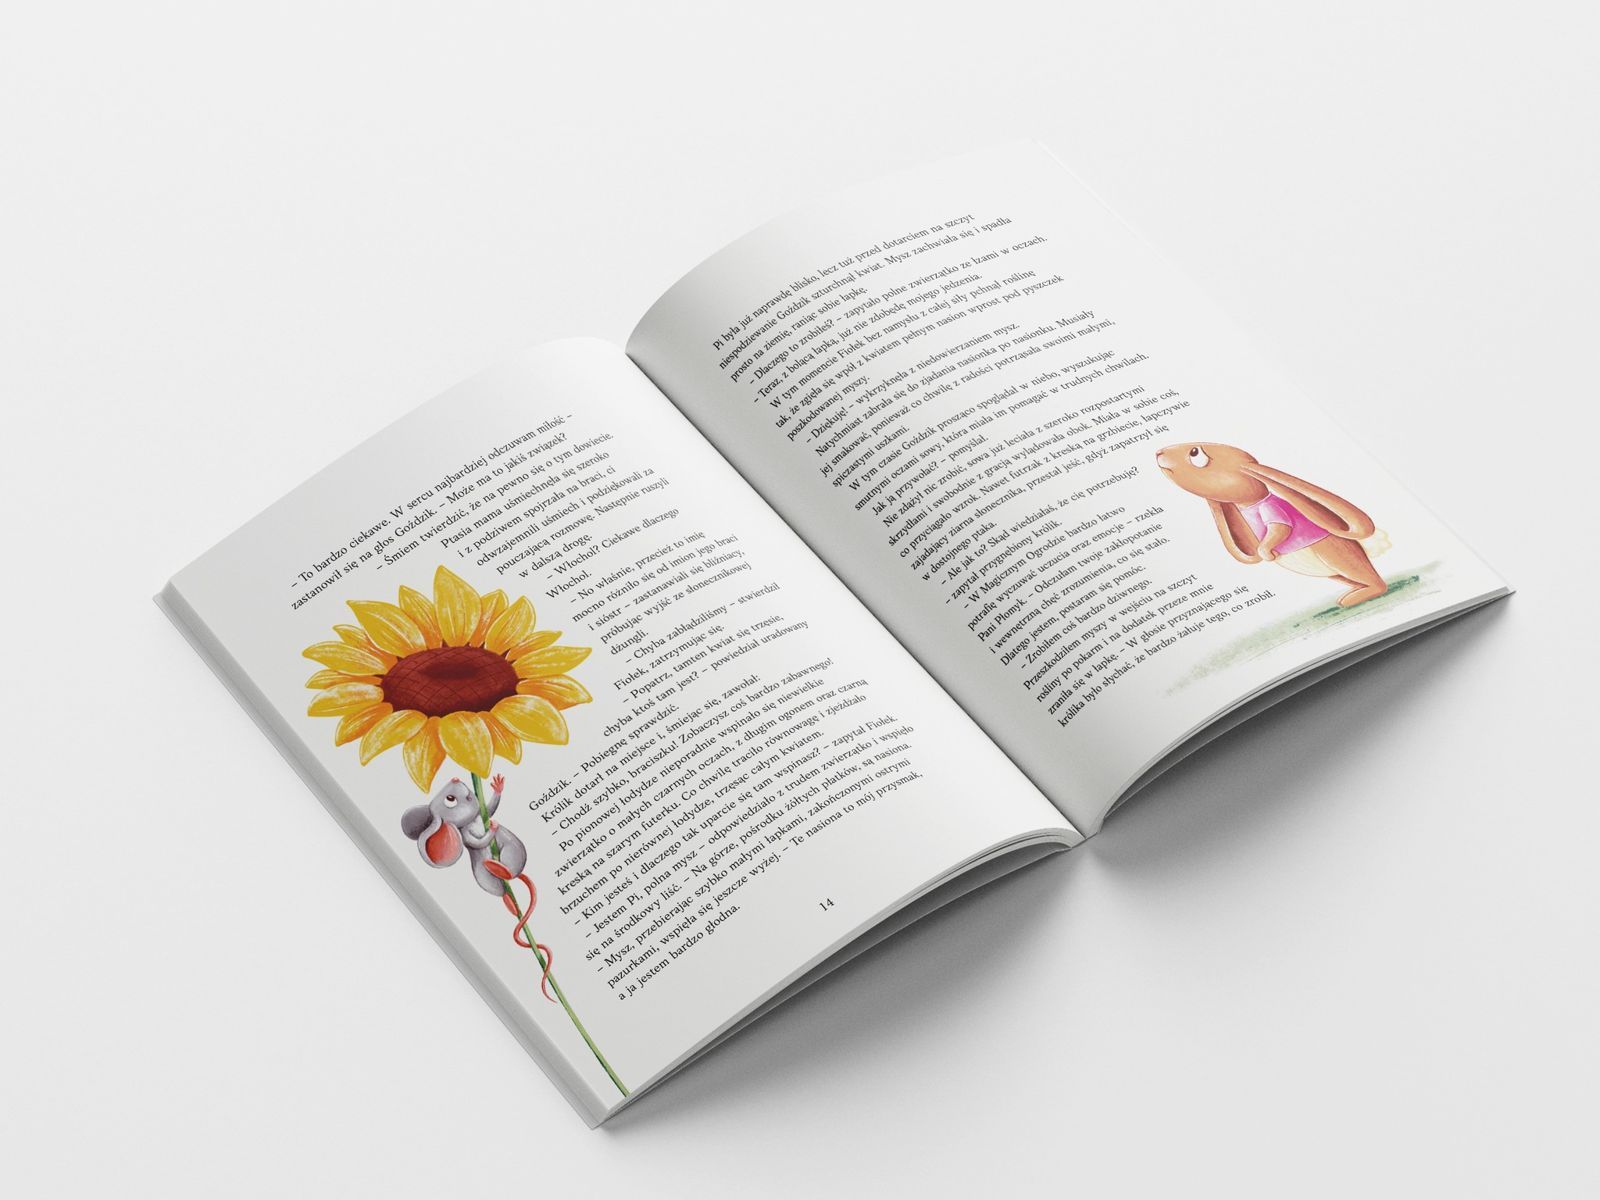 – To bardzo ciekawe. W sercu najbardziej odczuwam miłość –
zastanowił się na głos Goździk. – Może ma to jakiś związek?
– Śmiem twierdzić, że na pewno się o tym dowiecie.
Ptasia mama uśmiechnęła się szeroko
i z podziwem spojrzała na braci, ci
odwzajemnili uśmiech i podziękowali za
pouczającą rozmowę. Następnie ruszyli
w dalszą drogę.
– Włochol? Ciekawe dlaczego
Włochol.
– No właśnie, przecież to imię
mocno różniło się od imion jego braci
i sióstr – zastanawiali się bliźniacy,
próbując wyjść ze słonecznikowej
dżungli.
– Chyba zabłądziliśmy – stwierdził
Fiołek, zatrzymując się.
– Popatrz, tamten kwiat się trzęsie,
chyba ktoś tam jest? – powiedział uradowany
Goździk. – Pobiegnę sprawdzić.
Królik dotarł na miejsce i, śmiejąc się, zawołał:
– Chodź szybko, braciszku! Zobaczysz coś bardzo zabawnego!
Po pionowej łodydze nieporadnie wspinało się niewielkie
zwierzątko o małych czarnych oczach, z długim ogonem oraz czarną
kreską na szarym futerku. Co chwilę traciło równowagę i zjeżdżało
brzuchem po nierównej łodydze, trzęsąc całym kwiatem.
– Kim jesteś i dlaczego tak uparcie się tam wspinasz? – zapytał Fiołek.
– Jestem Pi, polna mysz – odpowiedziało z trudem zwierzątko i wspięło
się na środkowy liść. – Na górze, pośrodku żółtych płatków, są nasiona.
– Mysz, przebierając szybko małymi łapkami, zakończonymi ostrymi
pazurkami, wspięła się jeszcze wyżej. – Te nasiona to mój przysmak,
a ja jestem bardzo głodna.
14
Pi była już naprawdę blisko, lecz tuż przed dotarciem na szczyt
niespodziewanie Goździk szturchnął kwiat. Mysz zachwiała się i spadła
prosto na ziemię, raniąc sobie łapkę.
– Dlaczego to zrobiłeś? – zapytało polne zwierzątko ze łzami w oczach.
– Teraz, z bolącą łapką, już nie zdobędę mojego jedzenia.
W tym momencie Fiołek bez namysłu z całej siły pchnął roślinę
tak, że zgięła się wpół z kwiatem pełnym nasion wprost pod pyszczek
poszkodowanej myszy.
– Dziękuję! – wykrzyknęła z niedowierzaniem mysz.
Natychmiast zabrała się do zjadania nasionka po nasionku. Musiały
jej smakować, ponieważ co chwilę z radości potrząsała swoimi małymi,
spiczastymi uszkami.
W tym czasie Goździk prosząco spoglądał w niebo, wyszukując
smutnymi oczami sowy, która miała im pomagać w trudnych chwilach.
Jak ją przywołać? – pomyślał.
Nie zdążył nic zrobić, sowa już leciała z szeroko rozpostartymi
skrzydłami i swobodnie z gracją wylądowała obok. Miała w sobie coś,
co przyciągało wzrok. Nawet futrzak z kreską na grzbiecie, łapczywie
zajadający ziarna słonecznika, przestał jeść, gdyż zapatrzył się
w dostojnego ptaka.
– Ale jak to? Skąd wiedziałaś, że cię potrzebuję?
– zapytał przygnębiony królik.
– W Magicznym Ogrodzie bardzo łatwo
potrafię wyczuwać uczucia oraz emocje – rzekła
Pani Płomyk. – Odczułam twoje zakłopotanie
i wewnętrzną chęć zrozumienia, co się stało.
Dlatego jestem, postaram się pomóc.
– Zrobiłem coś bardzo dziwnego.
Przeszkodziłem myszy w wejściu na szczyt
rośliny po pokarm i na dodatek przeze mnie
zraniła się w łapkę. – W głosie przyznającego się
królika było słychać, że bardzo żałuje tego, co zrobił.